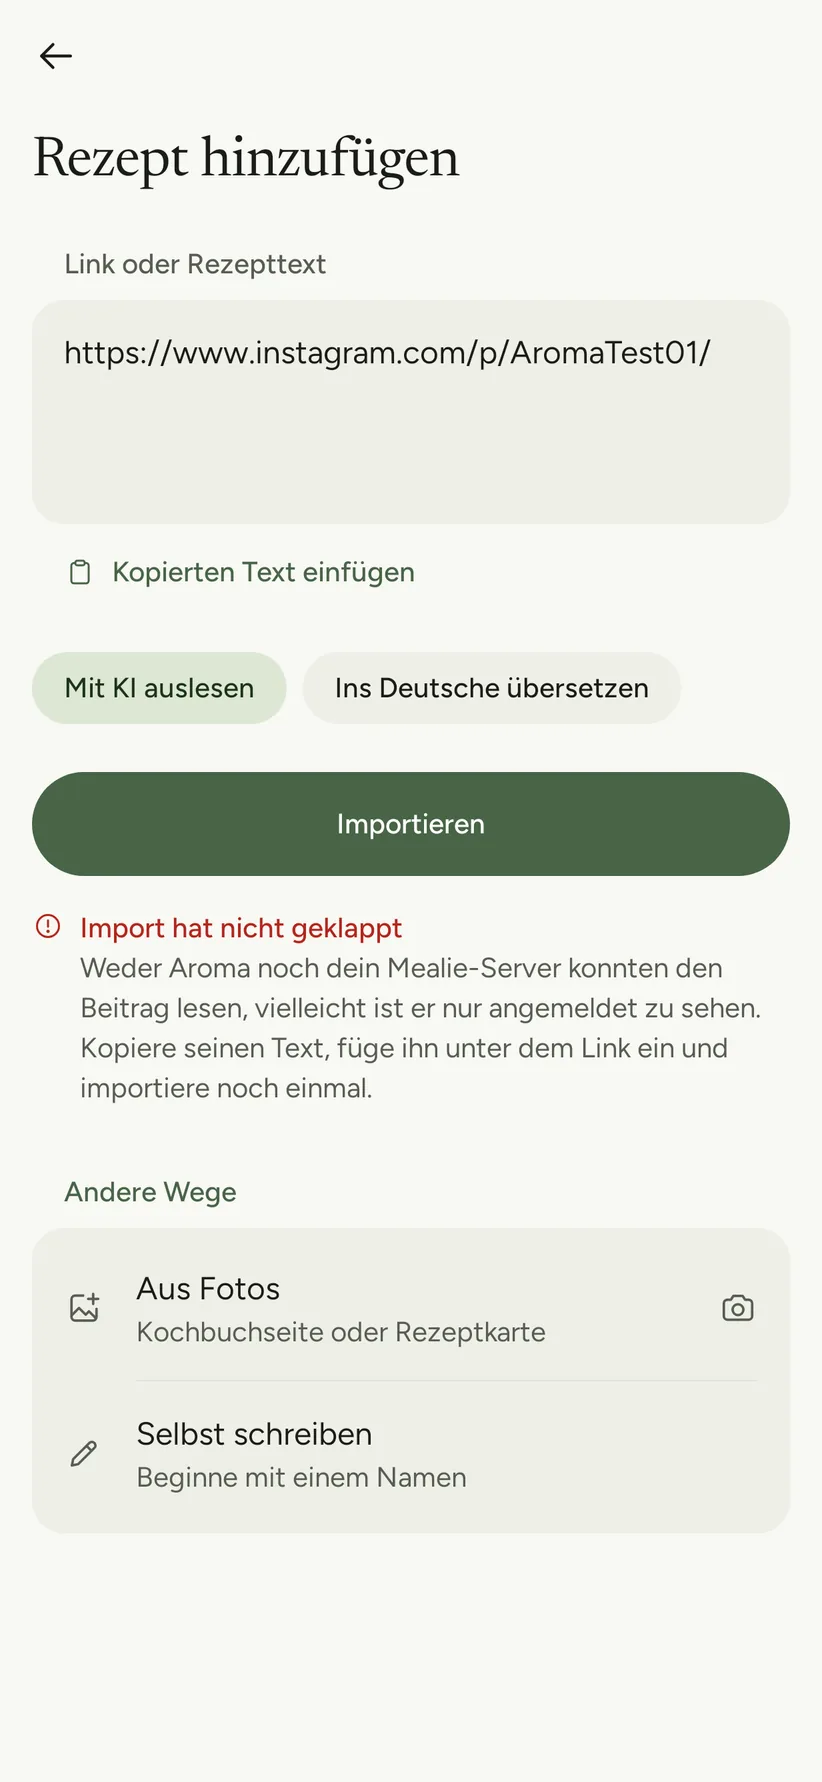 Rezept hinzufügen
Link oder Rezepttext
https://www.instagram.com/p/AromaTest01/
Kopierten Text einfügen
Mit KI auslesen
Ins Deutsche übersetzen
Importieren
Import hat nicht geklappt
Weder Aroma noch dein Mealie-Server konnten den
Beitrag lesen, vielleicht ist er nur angemeldet zu sehen.
Kopiere seinen Text, füge ihn unter dem Link ein und
importiere noch einmal.
Andere Wege
Aus Fotos
Kochbuchseite oder Rezeptkarte
Selbst schreiben
Beginne mit einem Namen